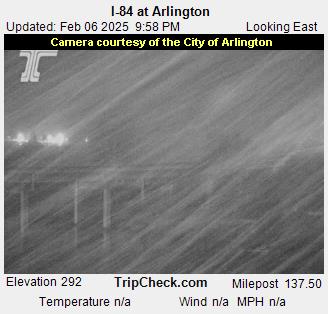 I-84 at Arlington
Updated: Feb 06 2025 9:58 PM Looking East
Camera courtesy of the City of Arlington
Elevation 292 TripCheck.com Milepost 137.50
Temperature n/a Wind n/a MPH n/a